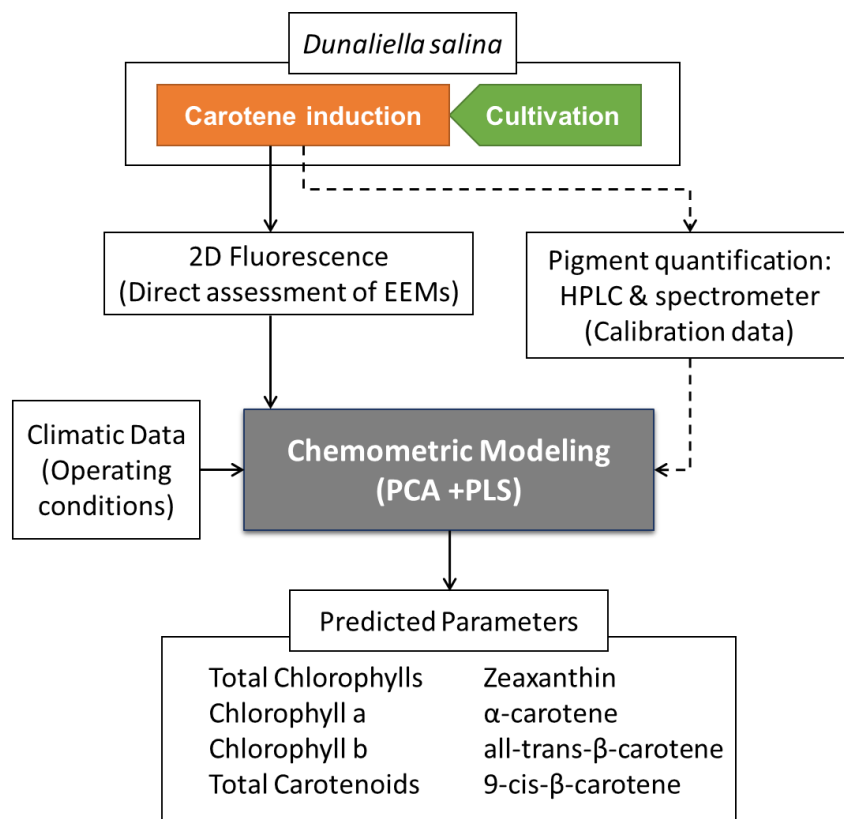 Dunaliella salina
Carotene induction
Cultivation
2D Fluorescence
(Direct assessment of EEMs)
Pigment quantification:
HPLC & spectrometer
(Calibration data)
Climatic Data
(Operating
conditions)
Chemometric Modeling
(PCA +PLS)
Predicted Parameters
Total Chlorophylls
Chlorophyll a
Chlorophyll b
Total Carotenoids
Zeaxanthin
α-carotene
all-trans-β-carotene
9-cis-β-carotene